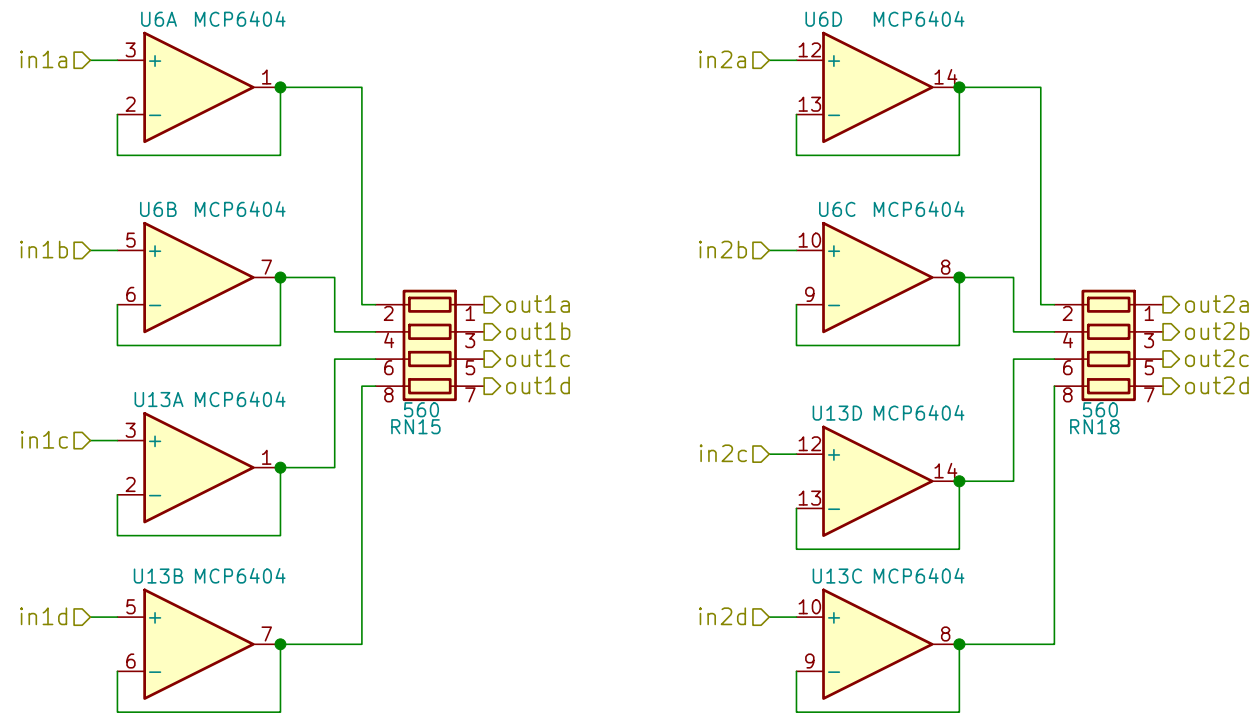 U6A MCP6404
in1a
3
+
1
2
−
U6B MCP6404
in1b
5
+
7
6
−
2 1 out1a
4 3 out1b
6 5 out1c
8 7 out1d
560
RN15
U13A MCP6404
in1c
3
+
1
2
−
U13B MCP6404
in1d
5
+
7
6
−
U6D MCP6404
in2a
12
+
14
13
−
U6C MCP6404
in2b
10
+
8
9
−
2 1 out2a
4 3 out2b
6 5 out2c
8 7 out2d
560
RN18
U13D MCP6404
in2c
12
+
14
13
−
U13C MCP6404
in2d
10
+
8
9
−